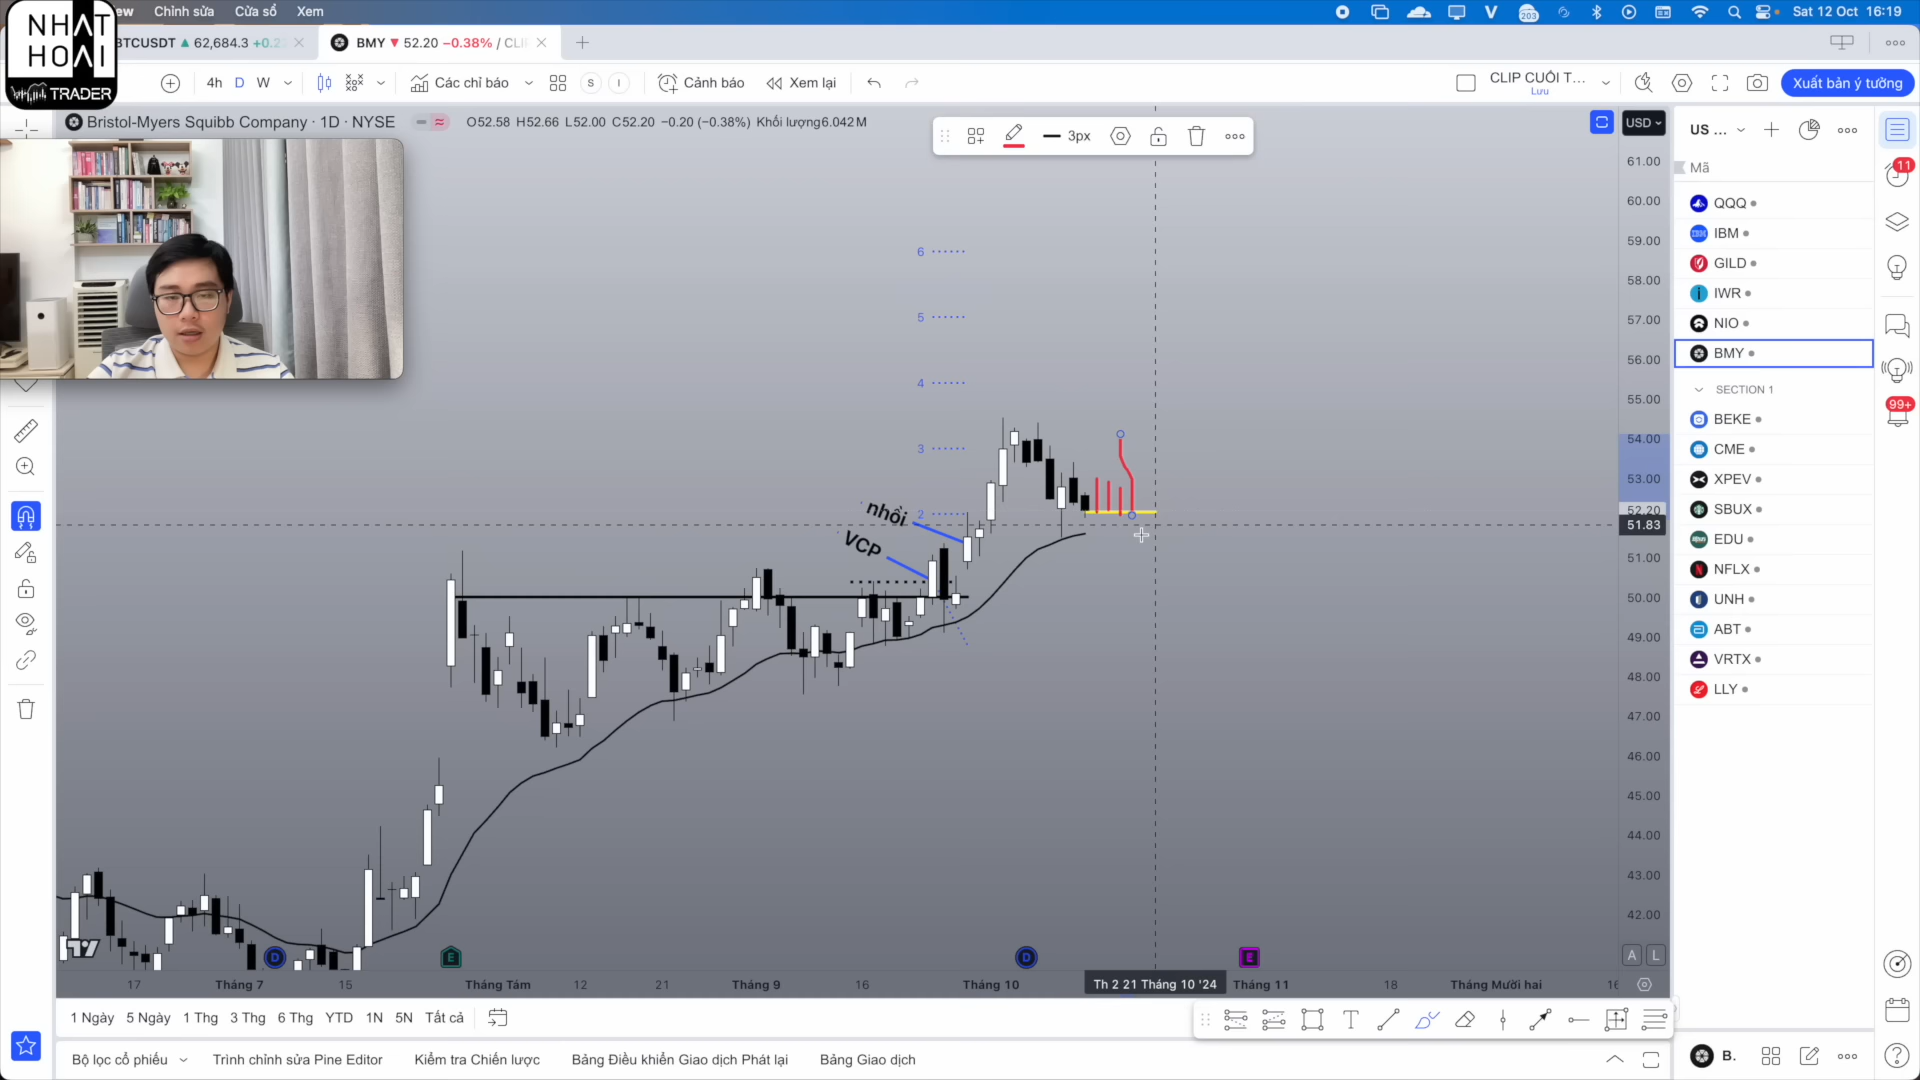 NHẬT
HOÀI
TRADER
ew Chỉnh sửa Cửa sổ Xem
203
Sat 12 Oct 16:19
BTCUSDT ▲ 62,684.3 +0.2
BMY ▼ 52.20 −0.38% / CLI
4h D W
Các chỉ báo
S I
Cảnh báo
Xem lại
CLIP CUỐI T...
Lưu
Xuất bản ý tưởng
Bristol-Myers Squibb Company · 1D · NYSE
O52.58 H52.66 L52.00 C52.20 −0.20 (−0.38%) Khối lượng6.042 M
3px
USD
61.00
60.00
59.00
58.00
57.00
56.00
55.00
54.00
53.00
52.20
51.83
51.00
50.00
49.00
48.00
47.00
46.00
45.00
44.00
43.00
42.00
A L
6
5
4
3
2
nhồi
VCP
D E D E
17 Tháng 7 15 Tháng Tám 12 21 Tháng 9 16 Tháng 10 Th 2 21 Tháng 10 '24 Tháng 11 18 Tháng Mười hai 16
1 Ngày 5 Ngày 1 Thg 3 Thg 6 Thg YTD 1N 5N Tất cả
T
Bộ lọc cổ phiếu
Trình chỉnh sửa Pine Editor
Kiểm tra Chiến lược
Bảng Điều khiển Giao dịch Phát lại
Bảng Giao dịch
US ...
Mã
QQQ
IBM
GILD
IWR
NIO
BMY
SECTION 1
BEKE
CME
XPEV
SBUX
EDU
NFLX
UNH
ABT
VRTX
LLY
B.
11
99+